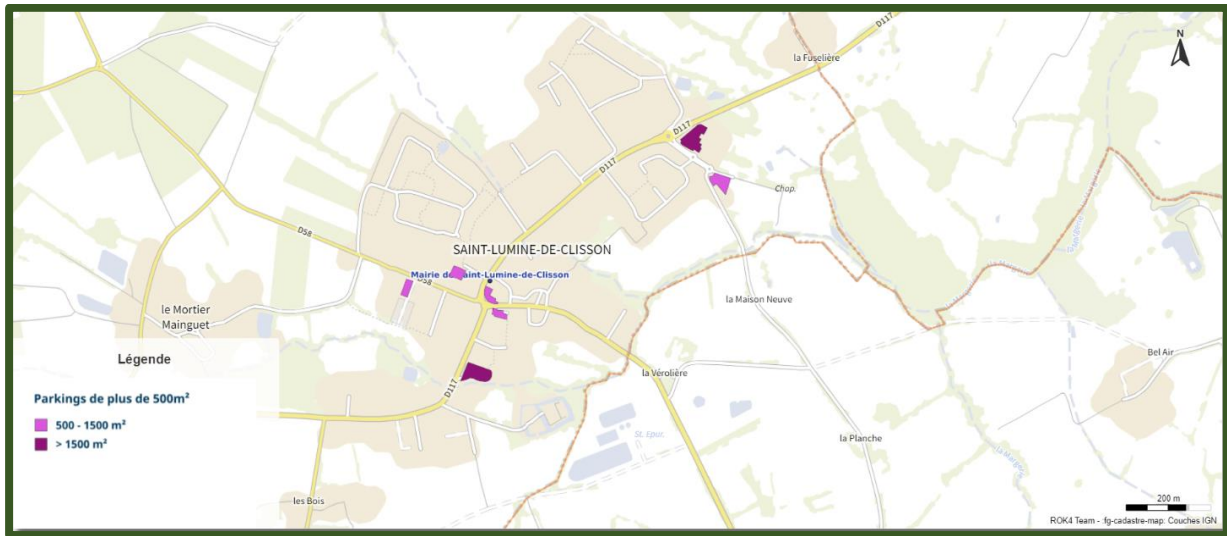 D117
la Fuselière
N
D117
D117
Chap.
D58
SAINT-LUMINE-DE-CLISSON
Mairie de Saint-Lumine-de-Clisson
D58
la Maison Neuve
le Mortier
Mainguet
Bel Air
Légende
la Vérolière
D117
Parkings de plus de 500m²
500 - 1500 m²
> 1500 m²
St. Epur.
la Planche
les Bois
200 m
ROK4 Team - :fg-cadastre-map: Couches IGN